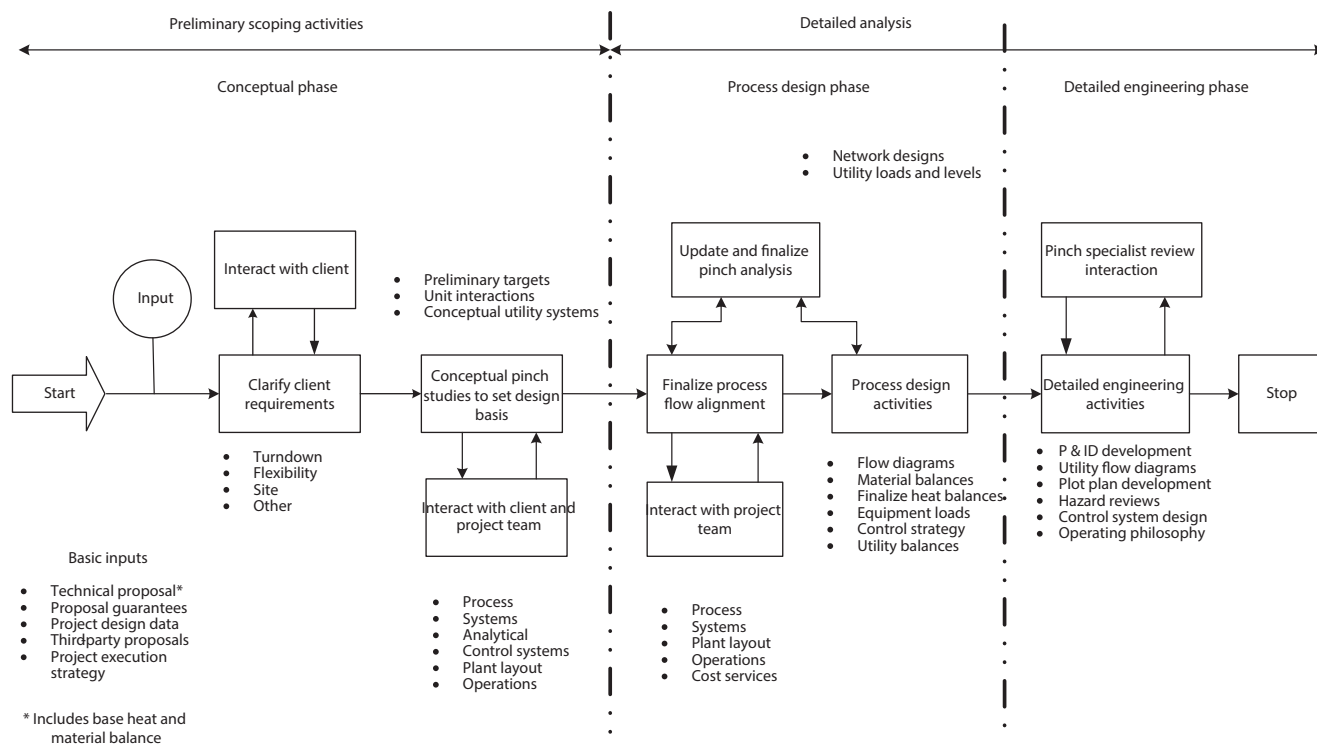 Preliminary scoping activities
Detailed analysis
Conceptual phase
Process design phase
Detailed engineering phase
• Network designs
• Utility loads and levels
Input
Interact with client
• Preliminary targets
• Unit interactions
• Conceptual utility systems
Update and finalize
pinch analysis
Pinch specialist review
interaction
Start
Clarify client
requirements
Conceptual pinch
studies to set design
basis
Finalize process
flow alignment
Process design
activities
Detailed engineering
activities
Stop
• Turndown
• Flexibility
• Site
• Other
Interact with client and
project team
Interact with project
team
• Flow diagrams
• Material balances
• Finalize heat balances
• Equipment loads
• Control strategy
• Utility balances
• P & ID development
• Utility flow diagrams
• Plot plan development
• Hazard reviews
• Control system design
• Operating philosophy
Basic inputs
• Technical proposal*
• Proposal guarantees
• Project design data
• Third-party proposals
• Project execution
strategy
• Process
• Systems
• Analytical
• Control systems
• Plant layout
• Operations
• Process
• Systems
• Plant layout
• Operations
• Cost services
* Includes base heat and
material balance